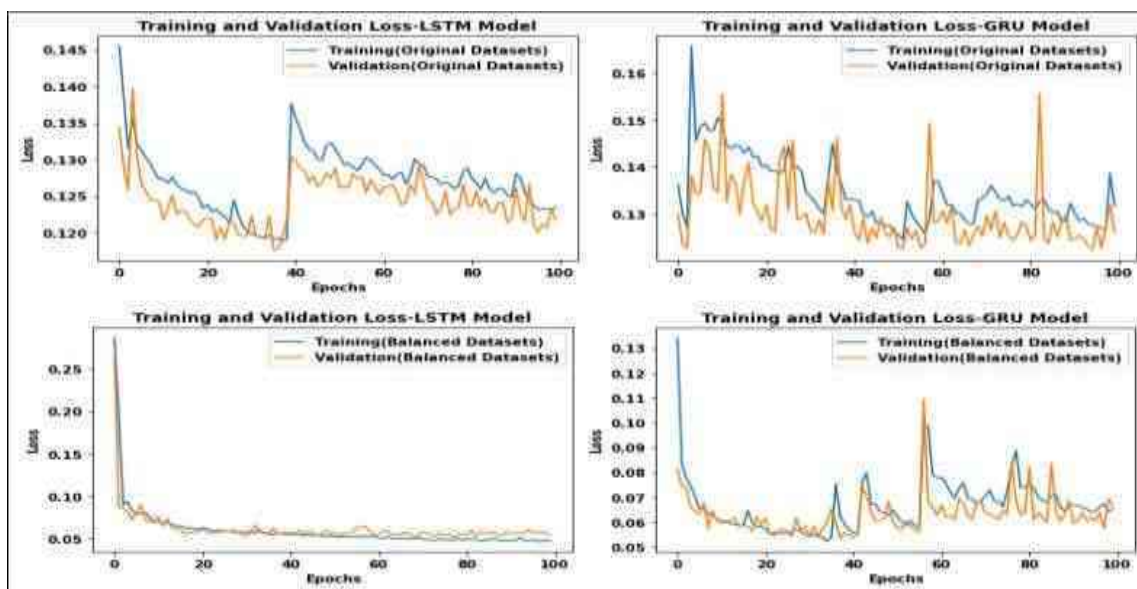 Training and Validation Loss-LSTM Model
Training(Original Datasets)
Validation(Original Datasets)
0.145
0.140
0.135
0.130
0.125
0.120
Loss
0 20 40 60 80 100
Epochs
Training and Validation Loss-GRU Model
Training(Original Datasets)
Validation(Original Datasets)
0.16
0.15
0.14
0.13
Loss
0 20 40 60 80 100
Epochs
Training and Validation Loss-LSTM Model
Training(Balanced Datasets)
Validation(Balanced Datasets)
0.25
0.20
0.15
0.10
0.05
Loss
0 20 40 60 80 100
Epochs
Training and Validation Loss-GRU Model
Training(Balanced Datasets)
Validation(Balanced Datasets)
0.13
0.12
0.11
0.10
0.09
0.08
0.07
0.06
0.05
Loss
0 20 40 60 80 100
Epochs